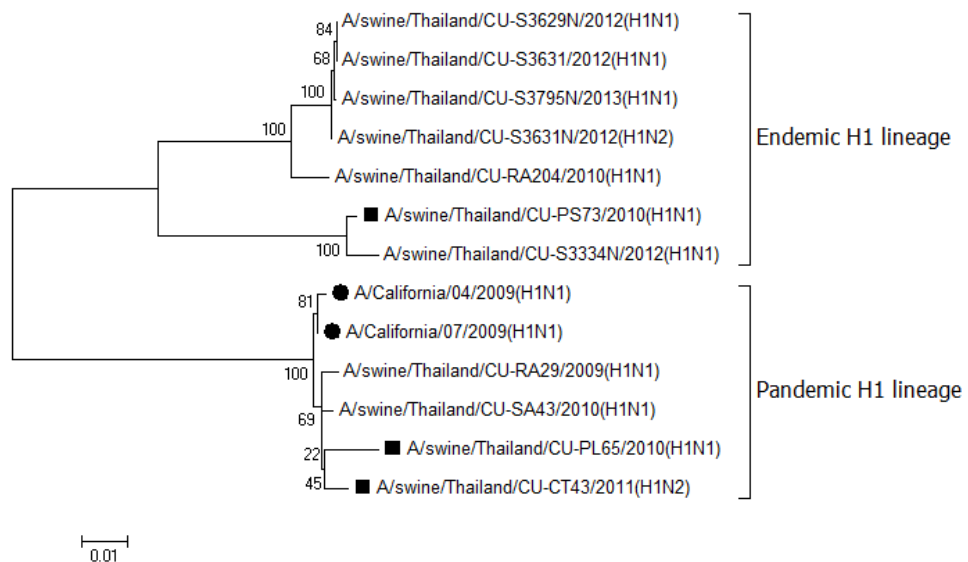 84
A/swine/Thailand/CU-S3629N/2012(H1N1)
68
A/swine/Thailand/CU-S3631/2012(H1N1)
100
A/swine/Thailand/CU-S3795N/2013(H1N1)
100
A/swine/Thailand/CU-S3631N/2012(H1N2)
Endemic H1 lineage
A/swine/Thailand/CU-RA204/2010(H1N1)
A/swine/Thailand/CU-PS73/2010(H1N1)
100
A/swine/Thailand/CU-S3334N/2012(H1N1)
81
A/California/04/2009(H1N1)
A/California/07/2009(H1N1)
100
A/swine/Thailand/CU-RA29/2009(H1N1)
Pandemic H1 lineage
69
A/swine/Thailand/CU-SA43/2010(H1N1)
22
A/swine/Thailand/CU-PL65/2010(H1N1)
45
A/swine/Thailand/CU-CT43/2011(H1N2)
0.01